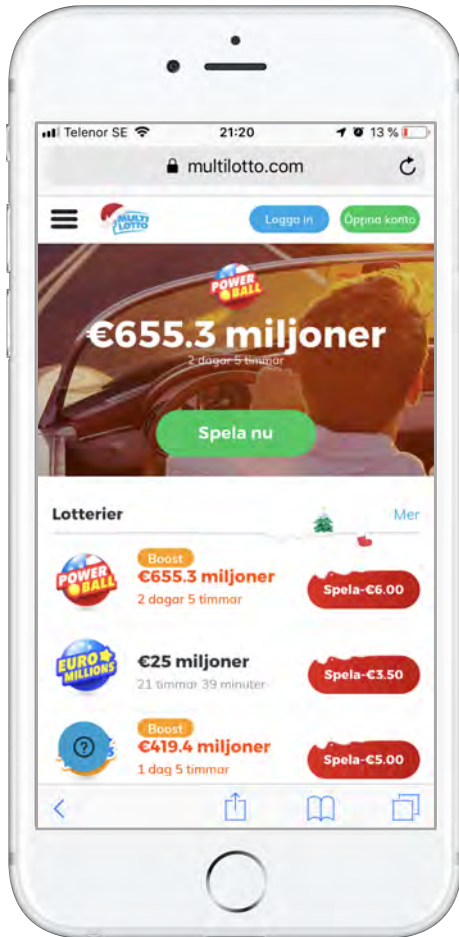 Telenor SE 21:20 13 %
multilotto.com
MULTI LOTTO Logga in Öppna konto
POWER BALL
€655.3 miljoner
2 dagar 5 timmar
Spela nu
Lotterier Mer
Boost
POWER BALL €655.3 miljoner Spela-€6.00
2 dagar 5 timmar
EURO MILLIONS €25 miljoner Spela-€3.50
21 timmar 39 minuter
Boost
? €419.4 miljoner Spela-€5.00
1 dag 5 timmar